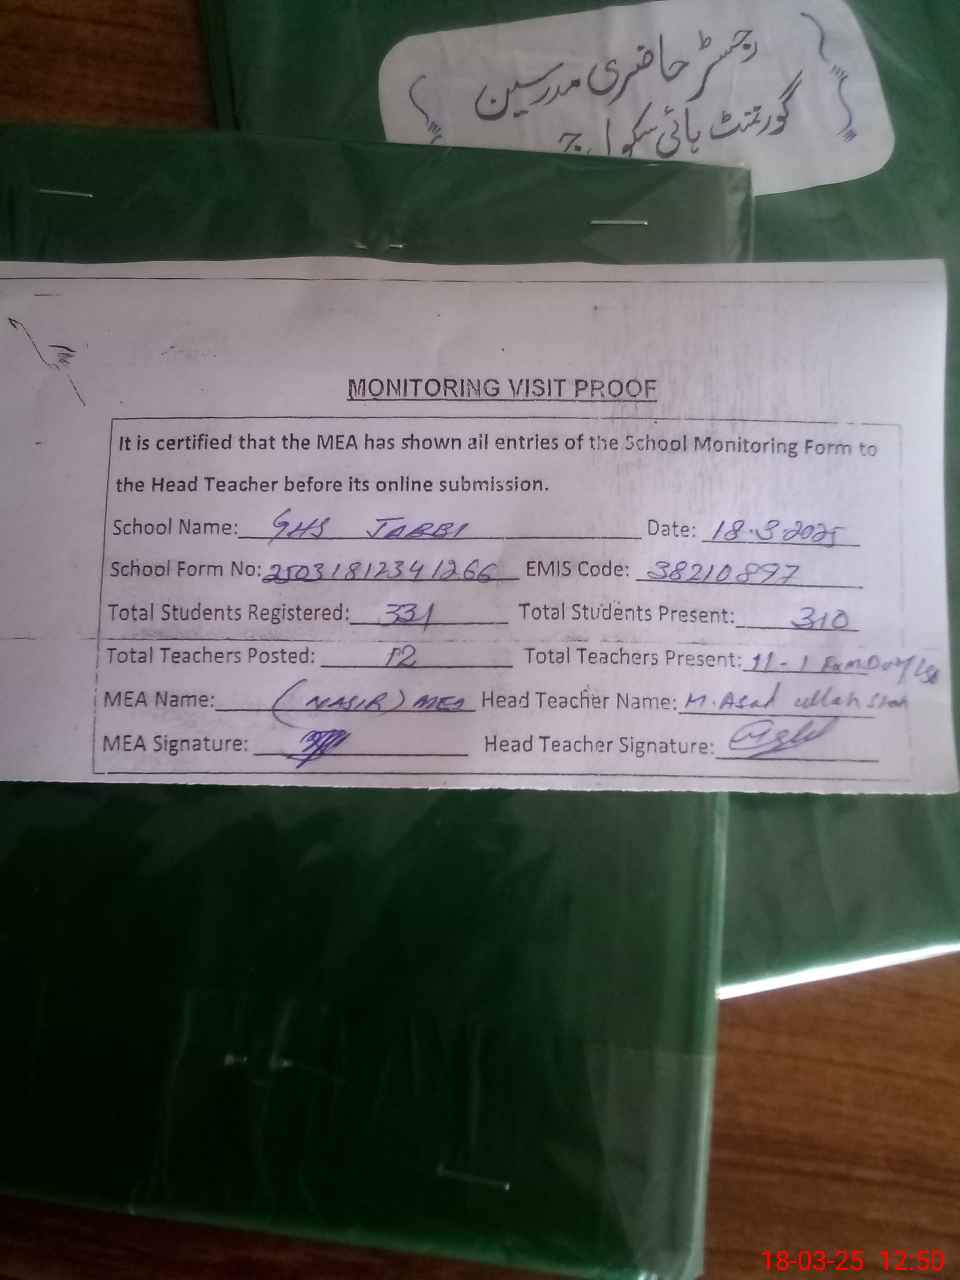 رجسٹر حاضری مدرسین
گورنمنٹ ہائی سکول
MONITORING VISIT PROOF
It is certified that the MEA has shown all entries of the School Monitoring Form to
the Head Teacher before its online submission.
School Name: GHS JABBI Date: 18-3-2025
School Form No: 25031812341266 EMIS Code: 38210897
Total Students Registered: 331 Total Students Present: 310
Total Teachers Posted: 12 Total Teachers Present: 11-1 Exam Duty
MEA Name: (NASIR) MEA Head Teacher Name: M. Asad ullah Shah
MEA Signature: Head Teacher Signature:
18-03-25 12:50